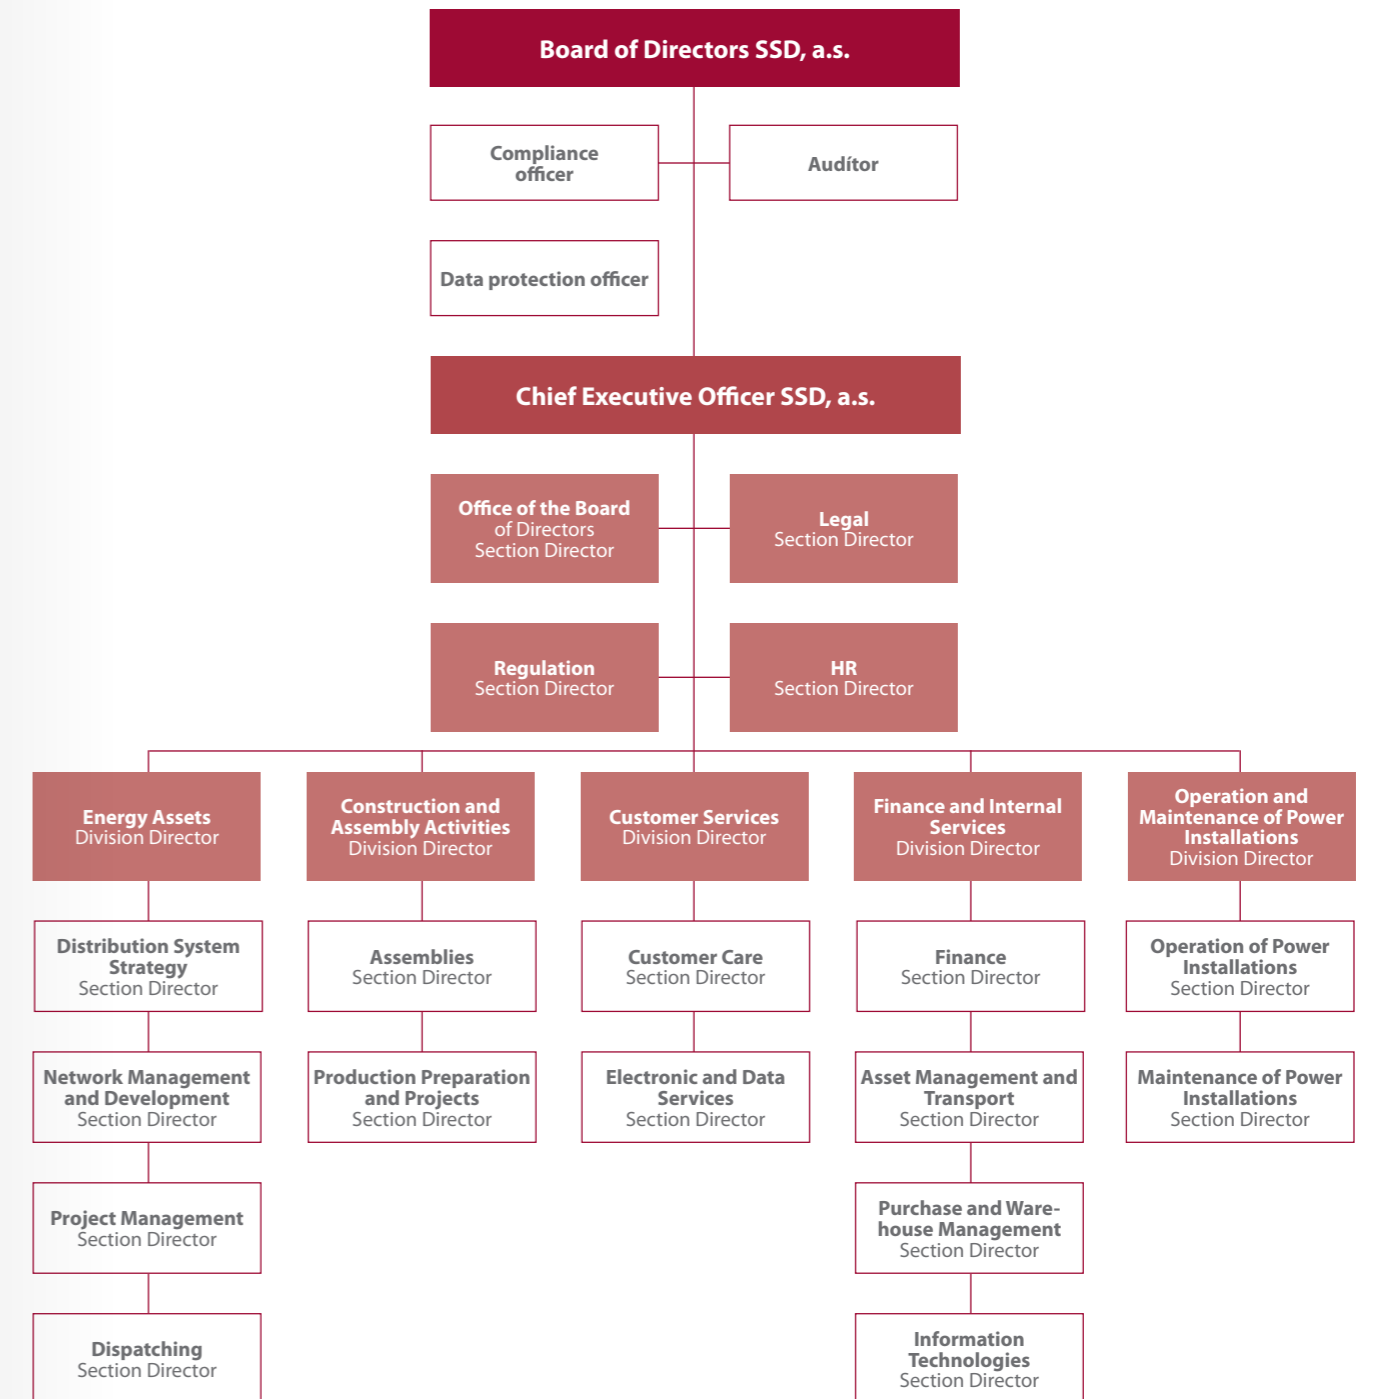 Board of Directors SSD, a.s.
Compliance
officer
Audítor
Data protection officer
Chief Executive Officer SSD, a.s.
Office of the Board
of Directors
Section Director
Legal
Section Director
Regulation
Section Director
HR
Section Director
Energy Assets
Division Director
Construction and
Assembly Activities
Division Director
Customer Services
Division Director
Finance and Internal
Services
Division Director
Operation and
Maintenance of Power
Installations
Division Director
Distribution System
Strategy
Section Director
Assemblies
Section Director
Customer Care
Section Director
Finance
Section Director
Operation of Power
Installations
Section Director
Network Management
and Development
Section Director
Production Preparation
and Projects
Section Director
Electronic and Data
Services
Section Director
Asset Management and
Transport
Section Director
Maintenance of Power
Installations
Section Director
Project Management
Section Director
Purchase and Ware-
house Management
Section Director
Dispatching
Section Director
Information
Technologies
Section Director